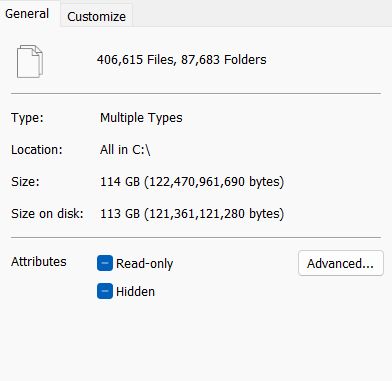 General Customize
406,615 Files, 87,683 Folders
Type: Multiple Types
Location: All in C:\
Size: 114 GB (122,470,961,690 bytes)
Size on disk: 113 GB (121,361,121,280 bytes)
Attributes Read-only Advanced...
Hidden